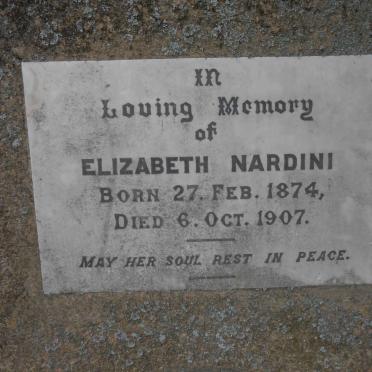 IN
Loving Memory
of
ELIZABETH NARDINI
BORN 27. FEB. 1874,
DIED 6. OCT. 1907.
MAY HER SOUL REST IN PEACE.